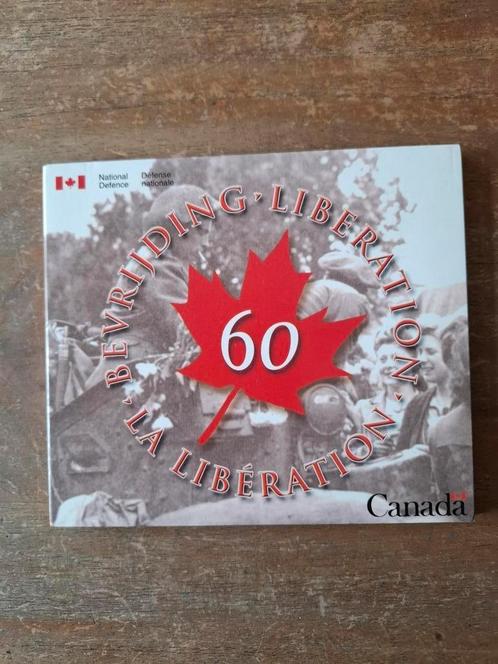 National
Defence
Défense
nationale
BEVRIJDING · LIBERATION · LA LIBÉRATION ·
60
Canada